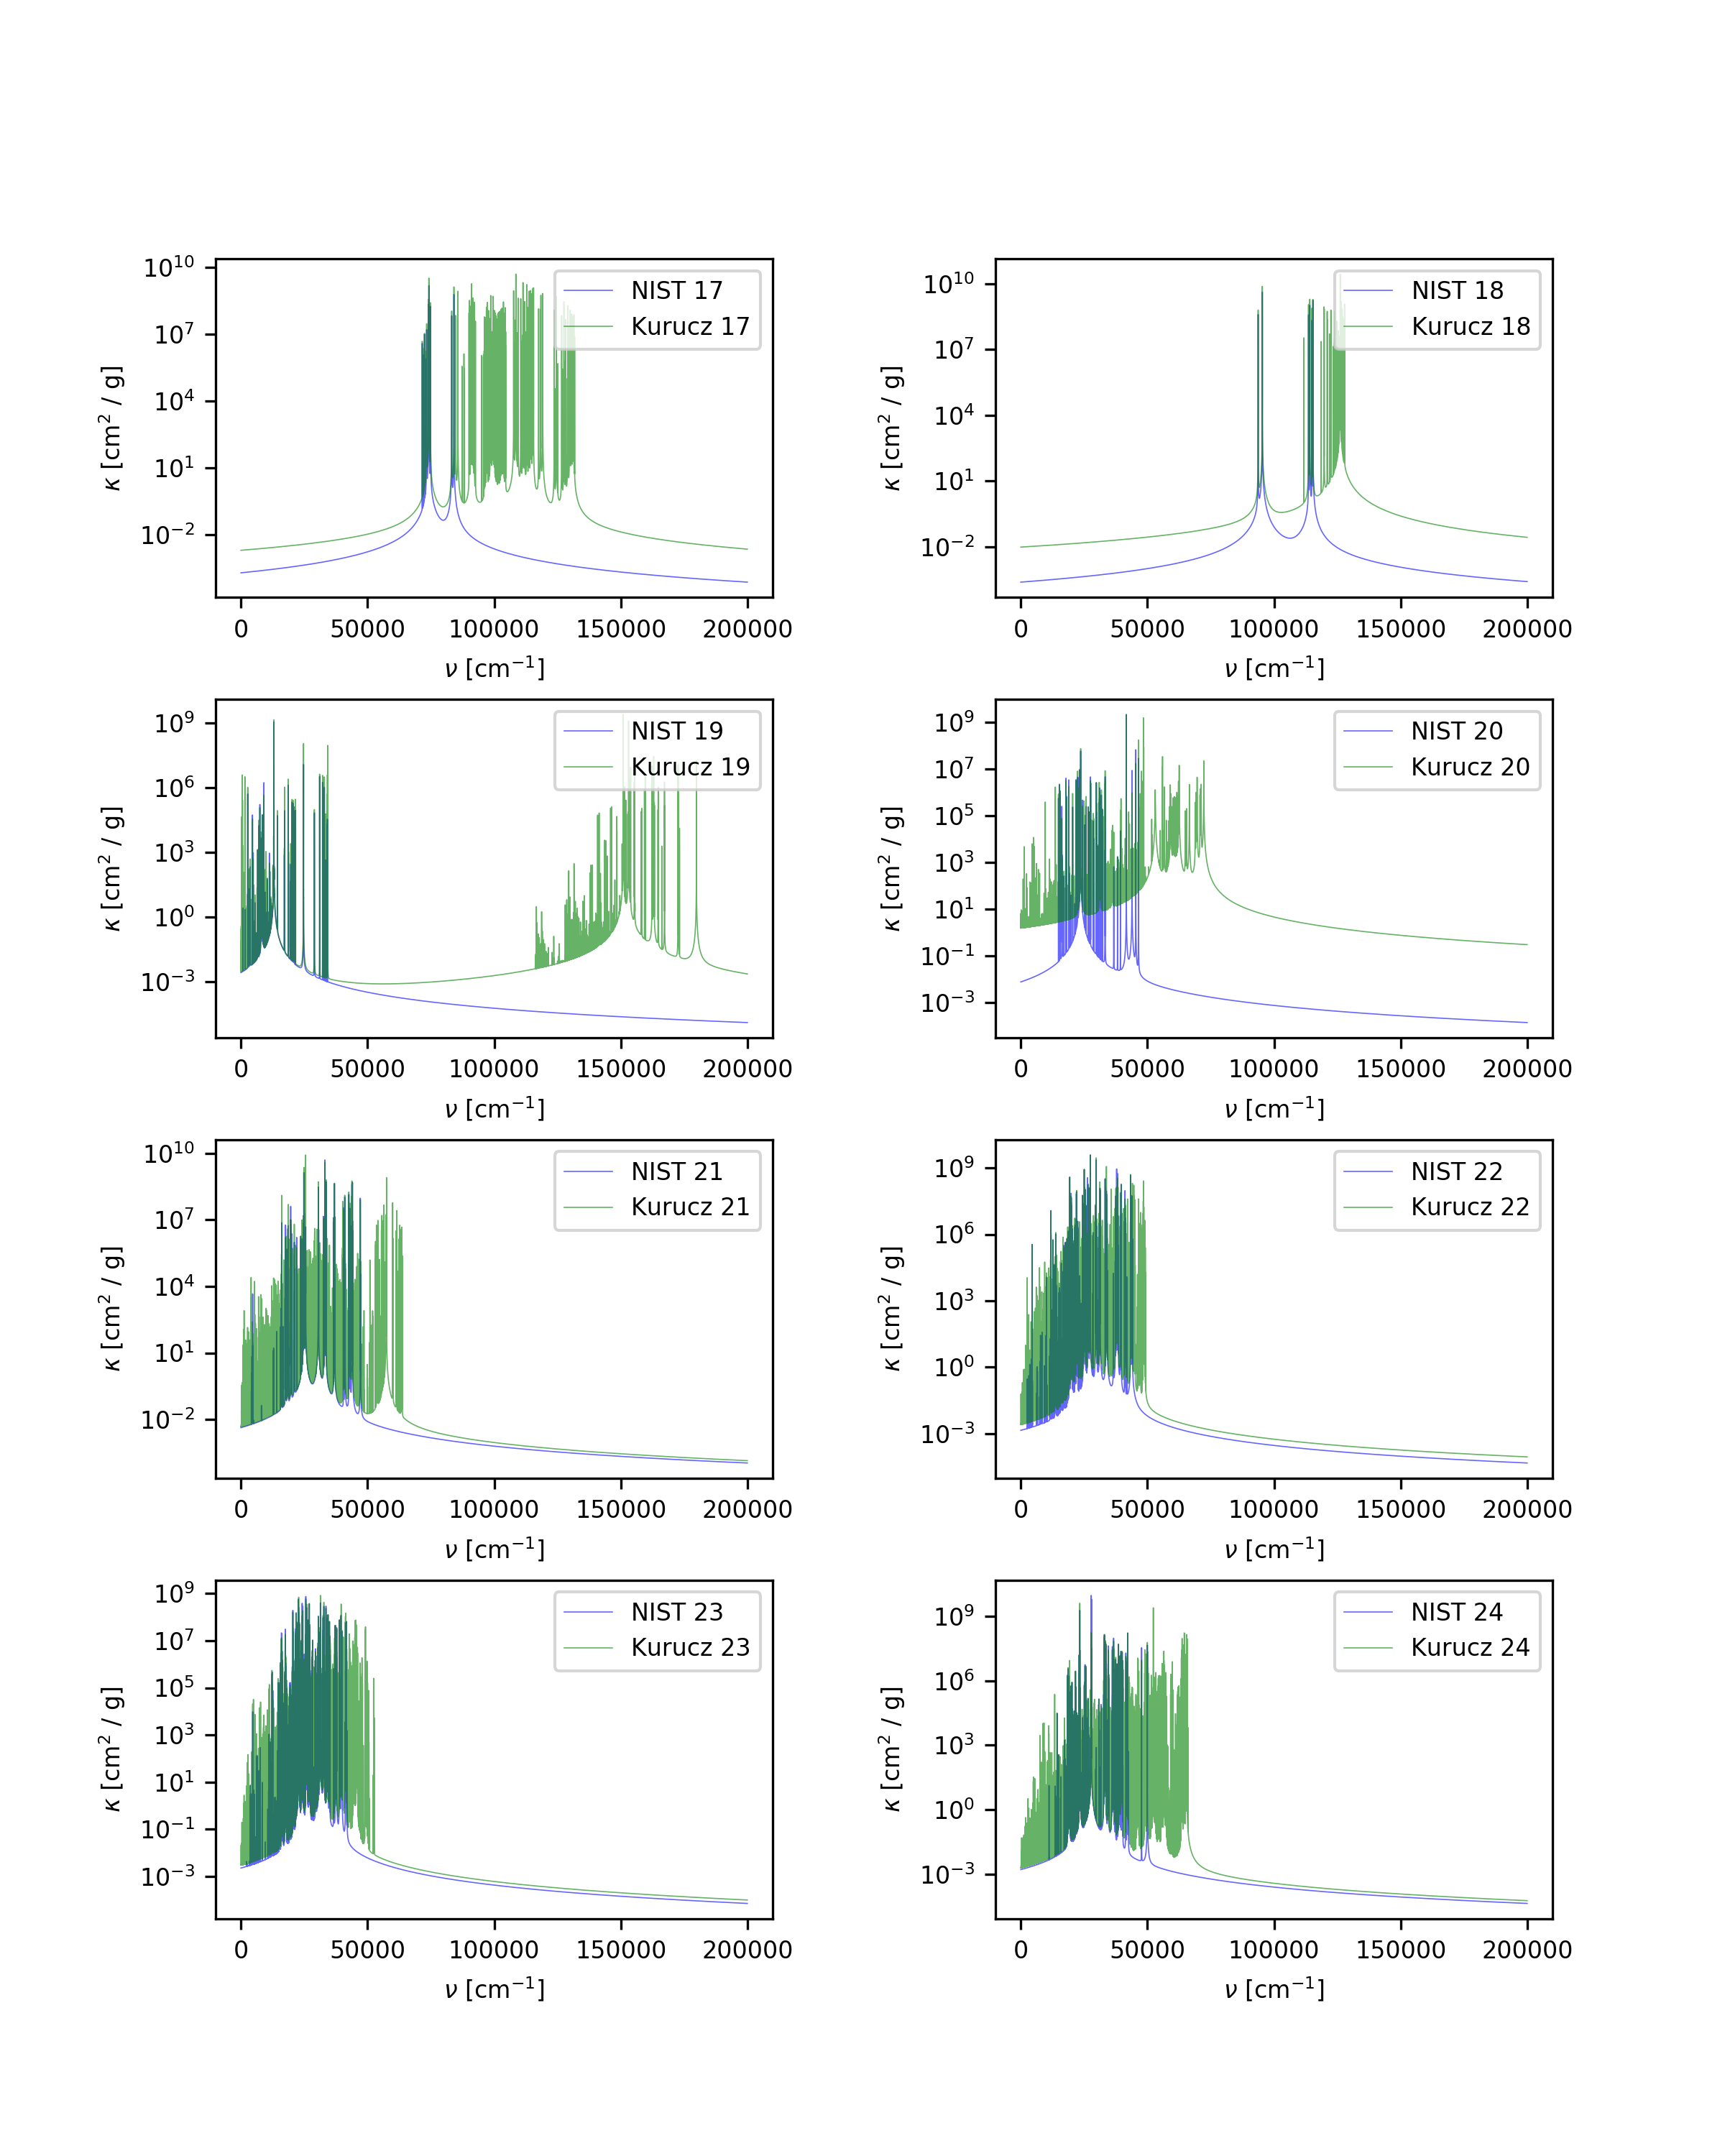 κ [cm² / g]
10¹⁰
10⁷
10⁴
10¹
10⁻²
NIST 17
Kurucz 17
0 50000 100000 150000 200000
ν [cm⁻¹]
κ [cm² / g]
10¹⁰
10⁷
10⁴
10¹
10⁻²
NIST 18
Kurucz 18
0 50000 100000 150000 200000
ν [cm⁻¹]
κ [cm² / g]
10⁹
10⁶
10³
10⁰
10⁻³
NIST 19
Kurucz 19
0 50000 100000 150000 200000
ν [cm⁻¹]
κ [cm² / g]
10⁹
10⁷
10⁵
10³
10¹
10⁻¹
10⁻³
NIST 20
Kurucz 20
0 50000 100000 150000 200000
ν [cm⁻¹]
κ [cm² / g]
10¹⁰
10⁷
10⁴
10¹
10⁻²
NIST 21
Kurucz 21
0 50000 100000 150000 200000
ν [cm⁻¹]
κ [cm² / g]
10⁹
10⁶
10³
10⁰
10⁻³
NIST 22
Kurucz 22
0 50000 100000 150000 200000
ν [cm⁻¹]
κ [cm² / g]
10⁹
10⁷
10⁵
10³
10¹
10⁻¹
10⁻³
NIST 23
Kurucz 23
0 50000 100000 150000 200000
ν [cm⁻¹]
κ [cm² / g]
10⁹
10⁶
10³
10⁰
10⁻³
NIST 24
Kurucz 24
0 50000 100000 150000 200000
ν [cm⁻¹]